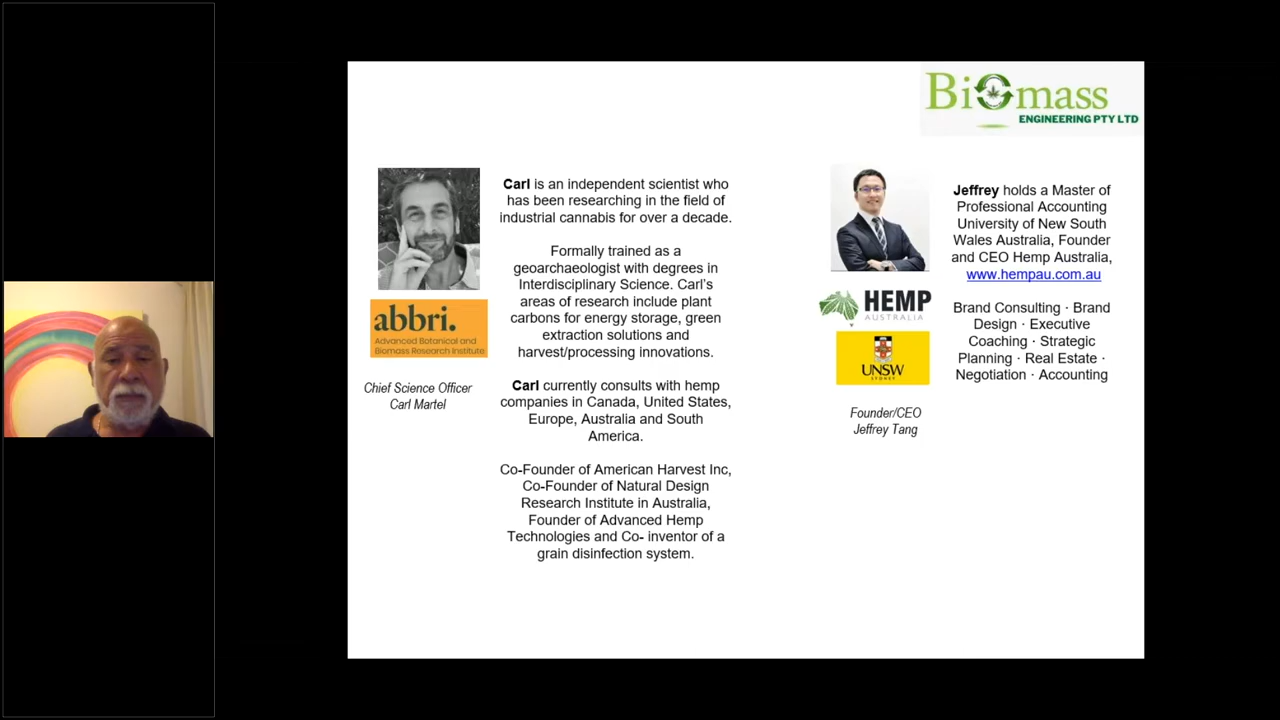 Biomass
ENGINEERING PTY LTD
Carl is an independent scientist who
has been researching in the field of
industrial cannabis for over a decade.
Formally trained as a
geoarchaeologist with degrees in
Interdisciplinary Science. Carl's
areas of research include plant
carbons for energy storage, green
extraction solutions and
harvest/processing innovations.
Carl currently consults with hemp
companies in Canada, United States,
Europe, Australia and South
America.
Co-Founder of American Harvest Inc,
Co-Founder of Natural Design
Research Institute in Australia,
Founder of Advanced Hemp
Technologies and Co- inventor of a
grain disinfection system.
abbri.
Advanced Botanical and
Biomass Research Institute
Chief Science Officer
Carl Martel
Jeffrey holds a Master of
Professional Accounting
University of New South
Wales Australia, Founder
and CEO Hemp Australia,
www.hempau.com.au
Brand Consulting · Brand
Design · Executive
Coaching · Strategic
Planning · Real Estate ·
Negotiation · Accounting
HEMP
AUSTRALIA
UNSW
SYDNEY
Founder/CEO
Jeffrey Tang